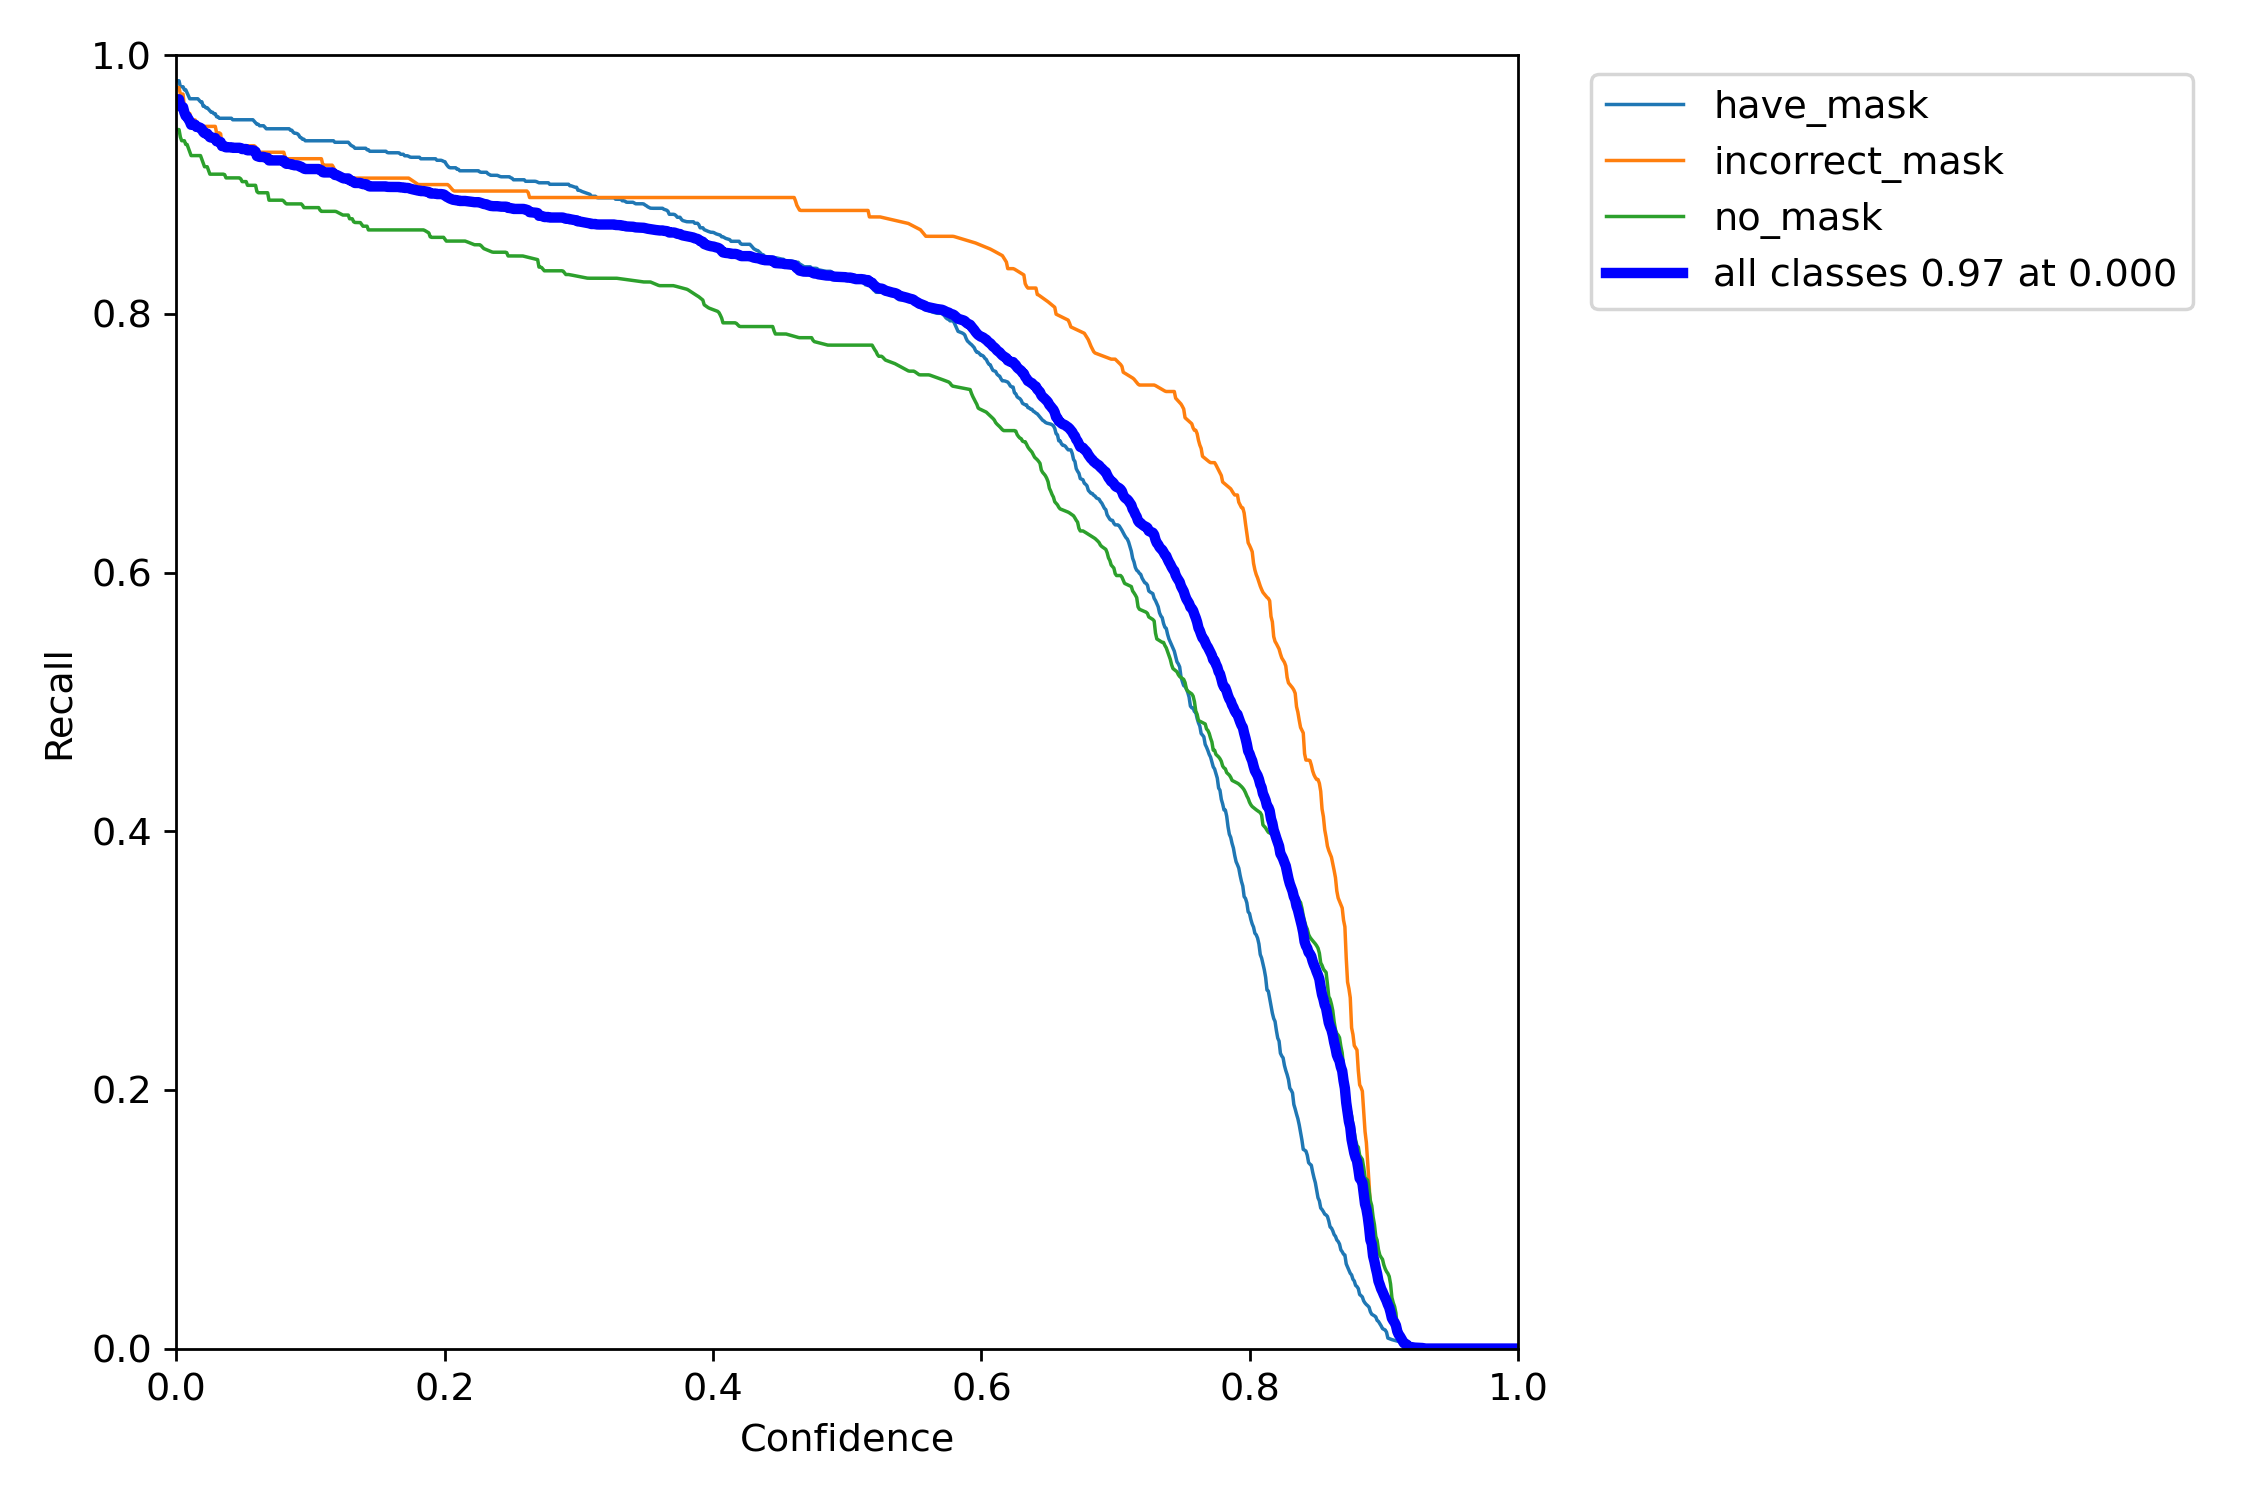 1.0
0.8
0.6
0.4
0.2
0.0
Recall
0.0 0.2 0.4 0.6 0.8 1.0
Confidence
have_mask
incorrect_mask
no_mask
all classes 0.97 at 0.000